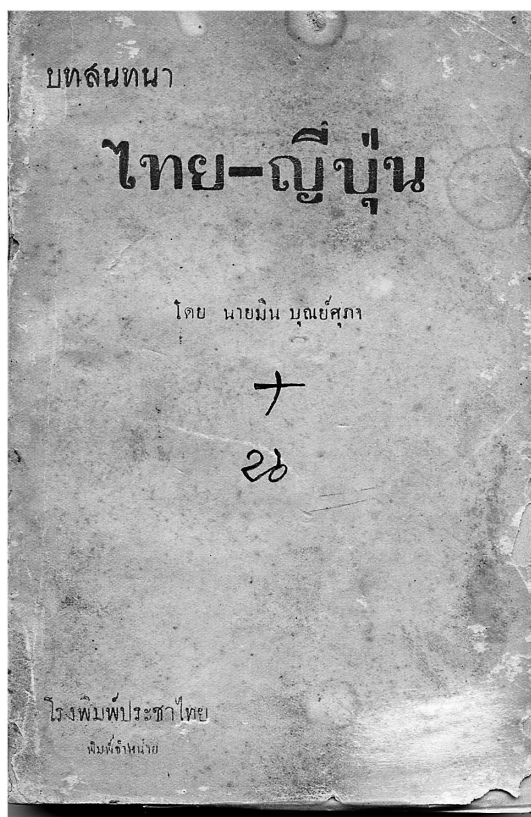 บทสนทนา
ไทย-ญี่ปุ่น
โดย นายมิน บุณย์ศุภา
โรงพิมพ์ประชาไทย
พิมพ์จำหน่าย